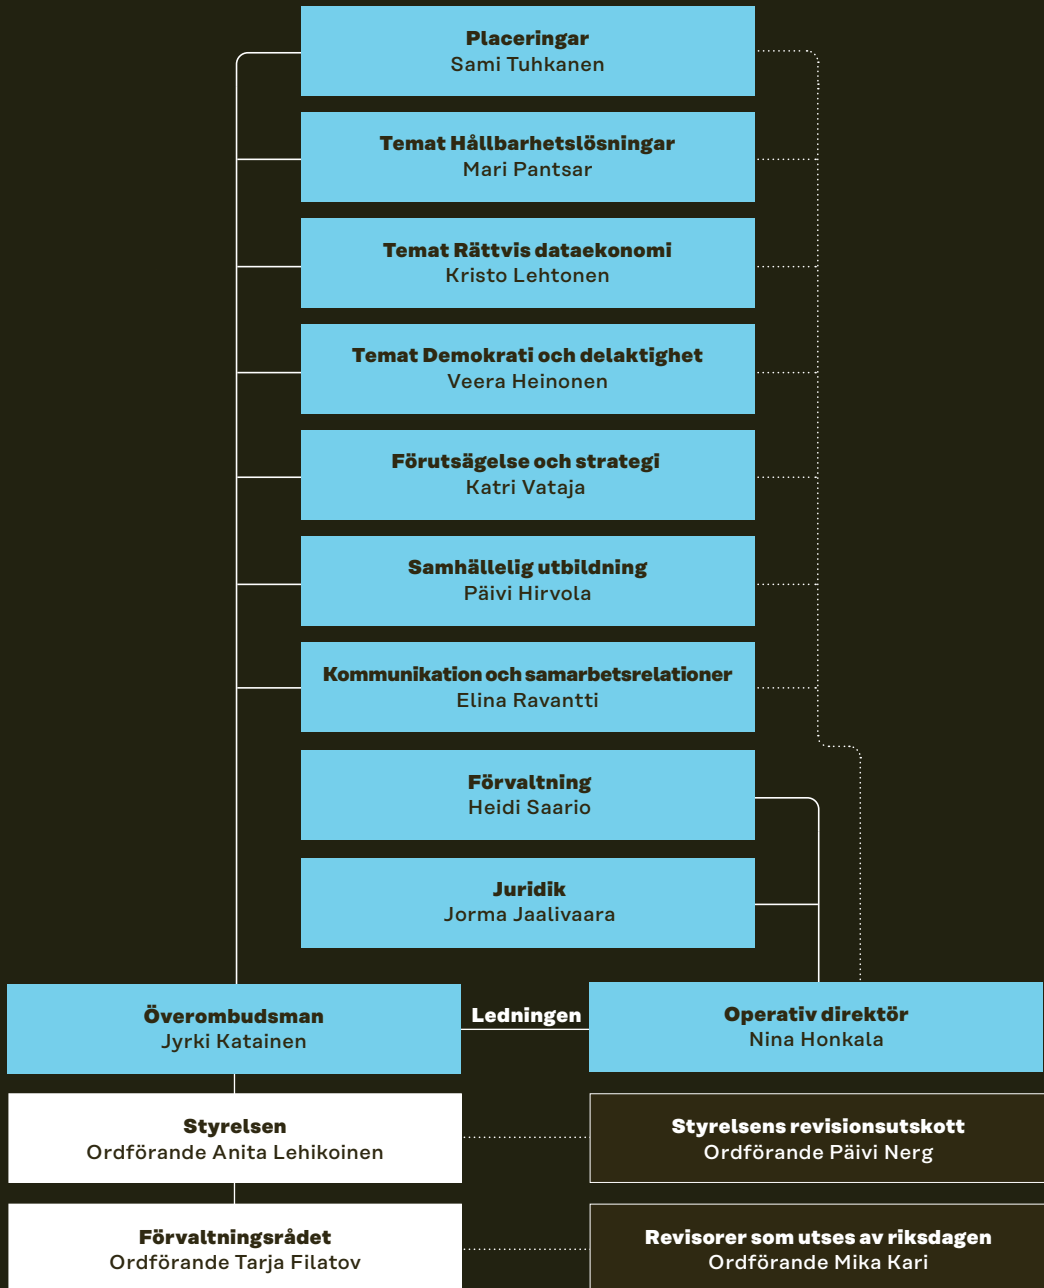 Placeringar
Sami Tuhkanen
Temat Hållbarhetslösningar
Mari Pantsar
Temat Rättvis dataekonomi
Kristo Lehtonen
Temat Demokrati och delaktighet
Veera Heinonen
Förutsägelse och strategi
Katri Vataja
Samhällelig utbildning
Päivi Hirvola
Kommunikation och samarbetsrelationer
Elina Ravantti
Förvaltning
Heidi Saario
Juridik
Jorma Jaalivaara
Överombudsman
Jyrki Katainen
Ledningen
Operativ direktör
Nina Honkala
Styrelsen
Ordförande Anita Lehikoinen
Styrelsens revisionsutskott
Ordförande Päivi Nerg
Förvaltningsrådet
Ordförande Tarja Filatov
Revisorer som utses av riksdagen
Ordförande Mika Kari